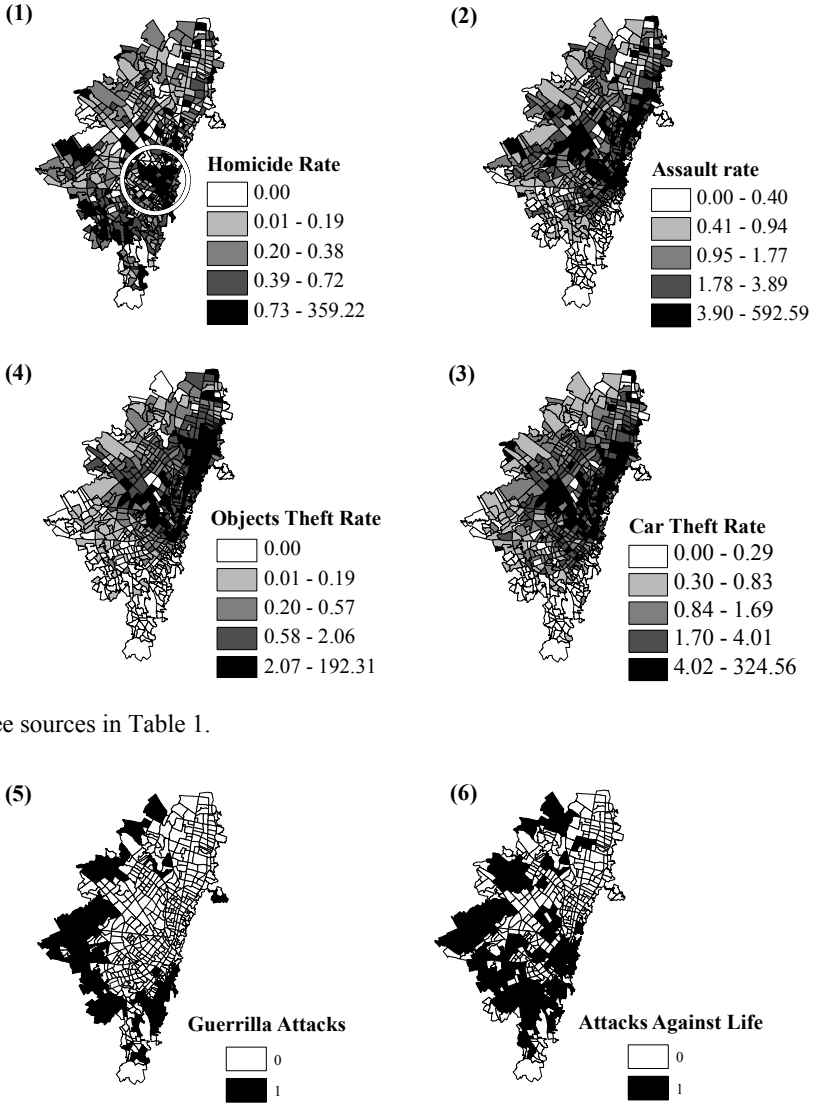 (1)
Homicide Rate
0.00
0.01 - 0.19
0.20 - 0.38
0.39 - 0.72
0.73 - 359.22
(2)
Assault rate
0.00 - 0.40
0.41 - 0.94
0.95 - 1.77
1.78 - 3.89
3.90 - 592.59
(4)
Objects Theft Rate
0.00
0.01 - 0.19
0.20 - 0.57
0.58 - 2.06
2.07 - 192.31
(3)
Car Theft Rate
0.00 - 0.29
0.30 - 0.83
0.84 - 1.69
1.70 - 4.01
4.02 - 324.56
ee sources in Table 1.
(5)
Guerrilla Attacks
0
1
(6)
Attacks Against Life
0
1